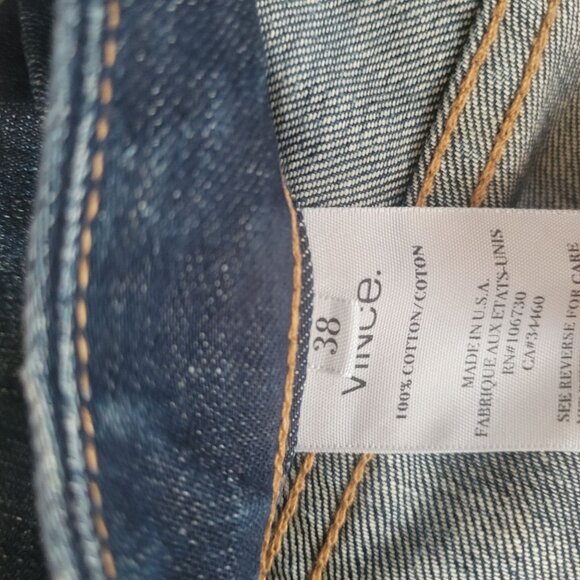 38
VINCE.
100% COTTON/COTON
MADE IN U.S.A.
FABRIQUE AUX ETATS-UNIS
RN#106730
CA#34460
SEE REVERSE FOR CARE